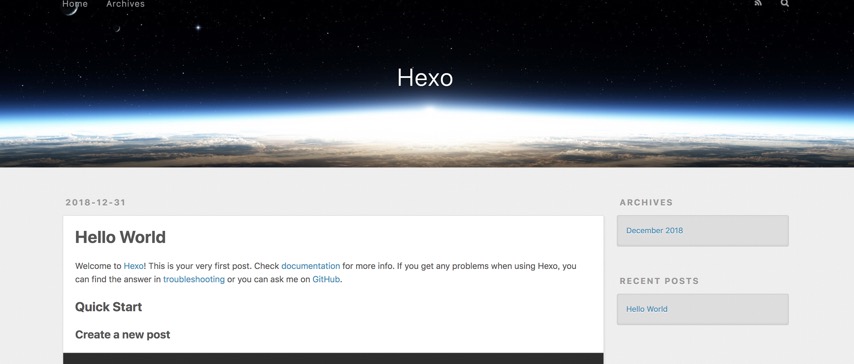 Home Archives
Hexo
2018-12-31
Hello World
Welcome to Hexo! This is your very first post. Check documentation for more info. If you get any problems when using Hexo, you
can find the answer in troubleshooting or you can ask me on GitHub.
Quick Start
Create a new post
ARCHIVES
December 2018
RECENT POSTS
Hello World